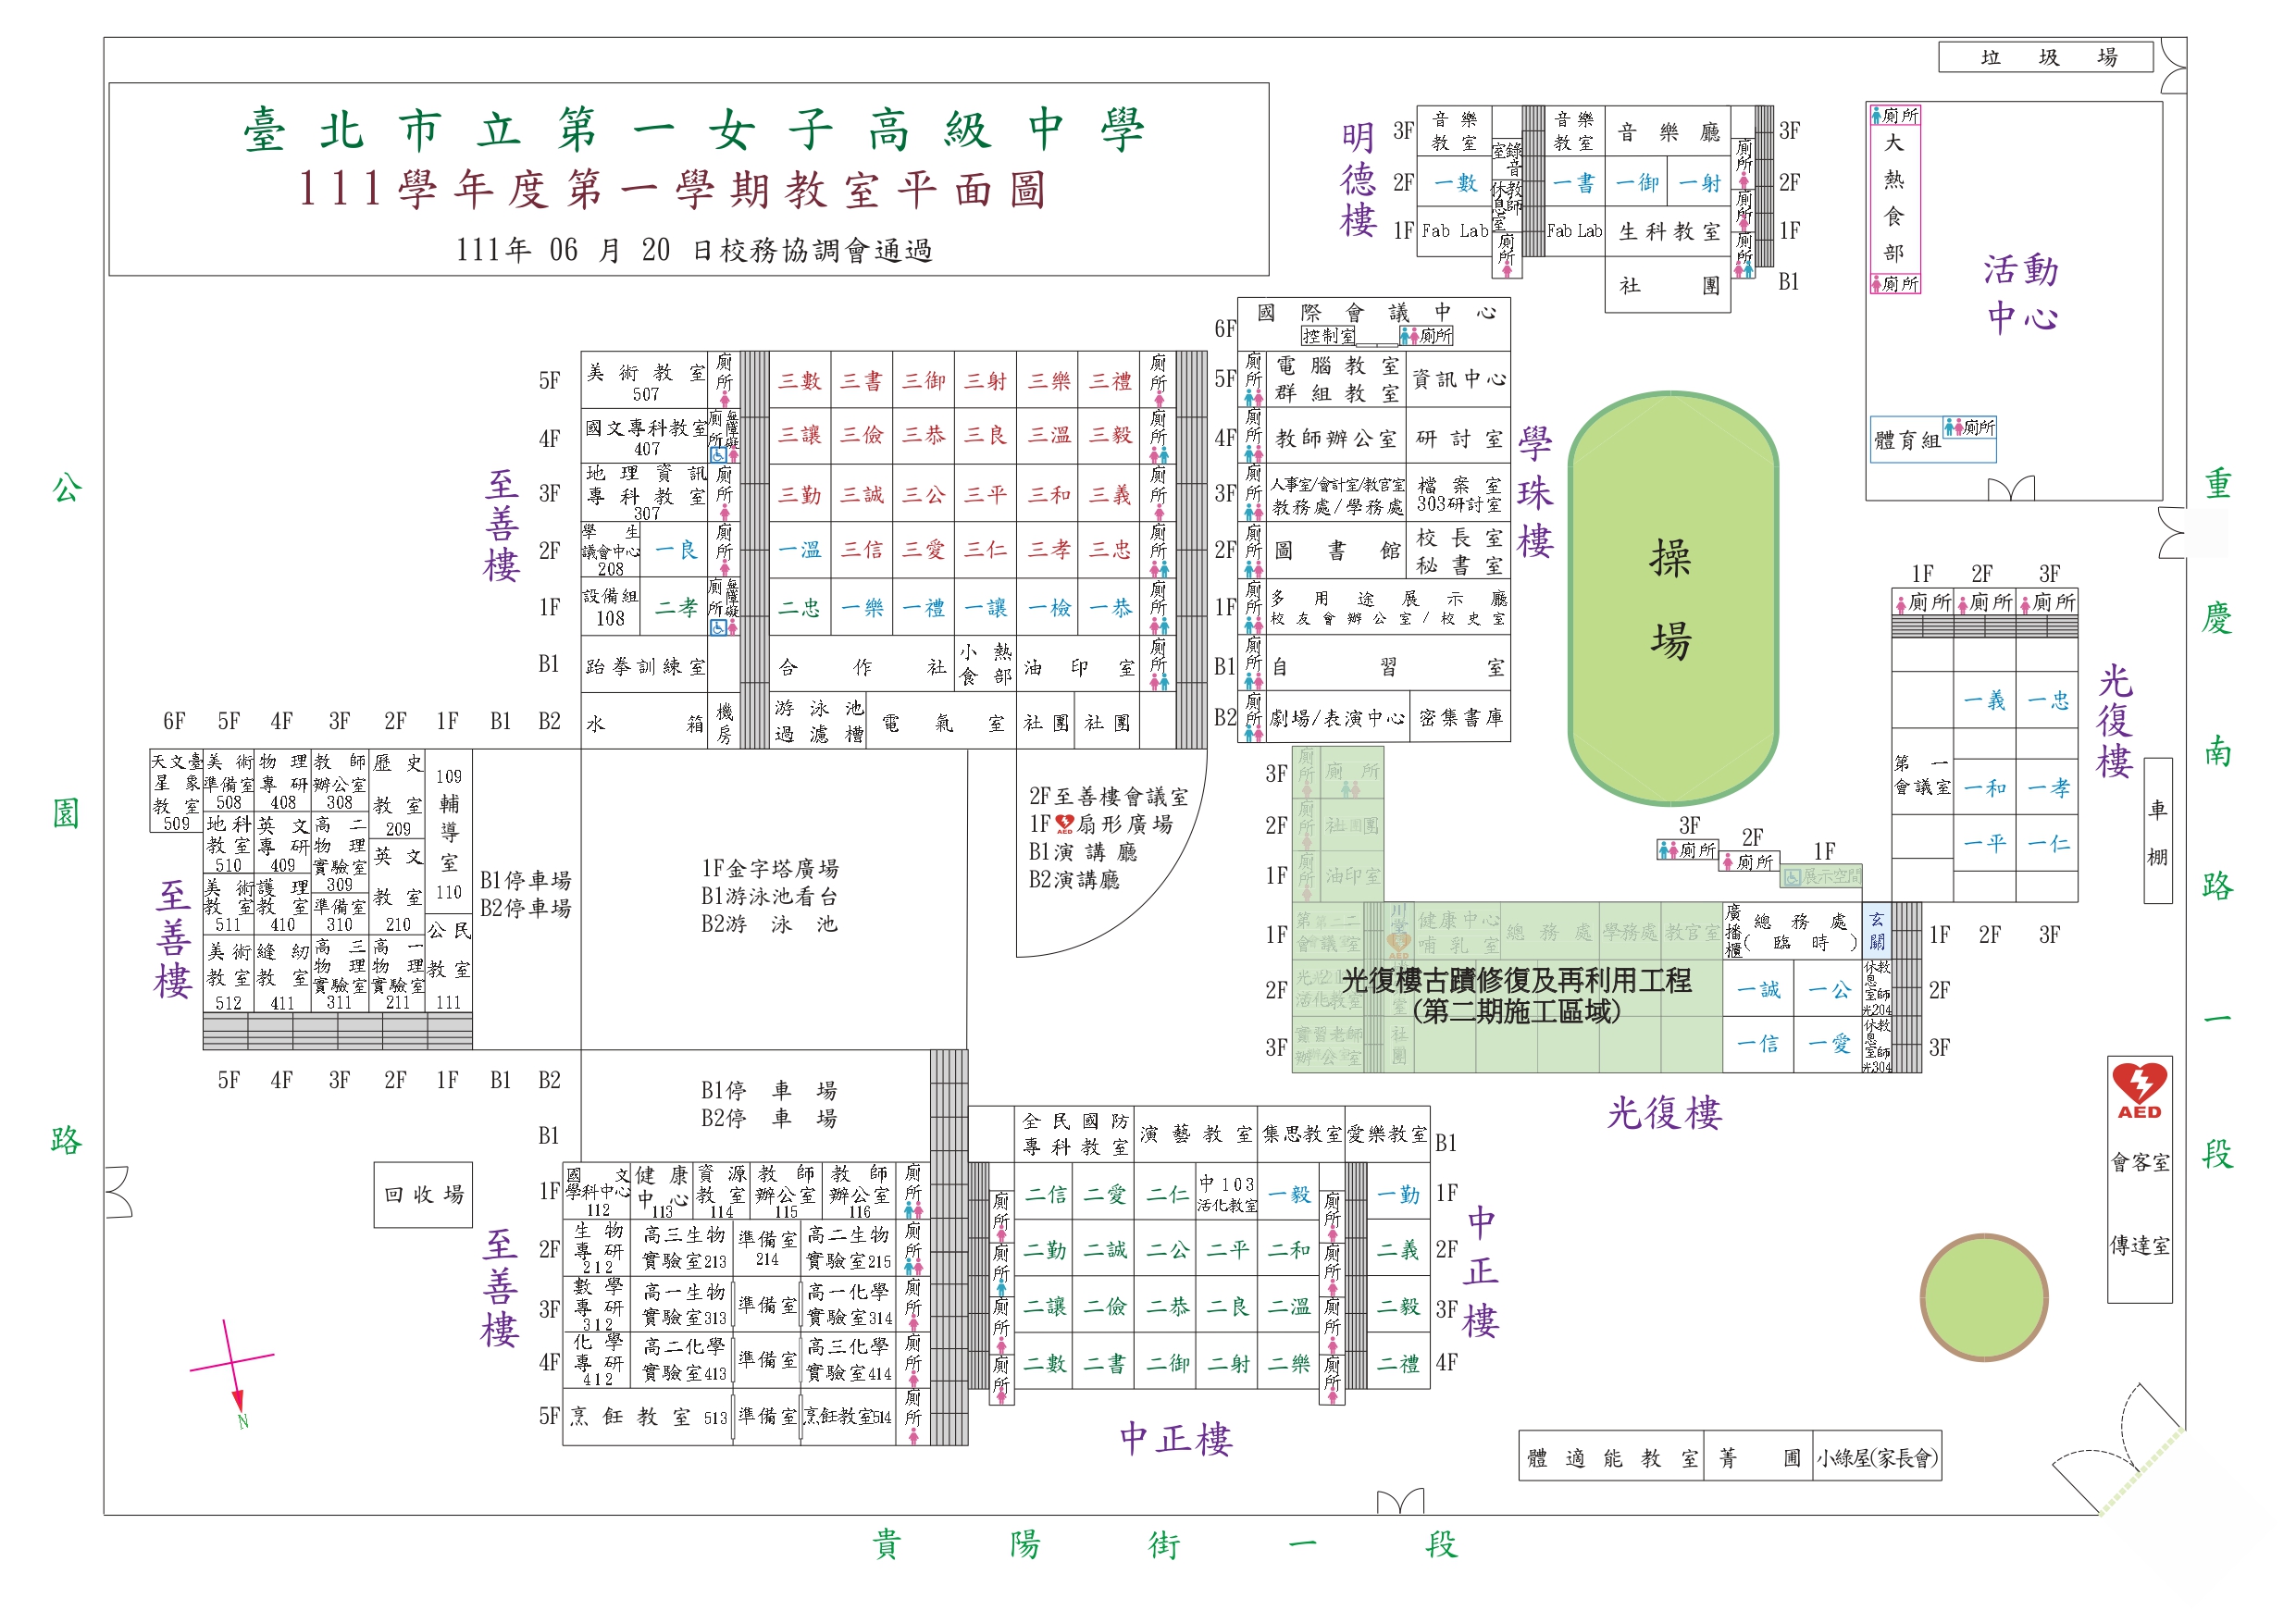 臺北市立第一女子高級中學
111學年度第一學期教室平面圖
111年 06 月 20 日校務協調會通過
垃圾場
明德樓
3F 音樂教室 音樂教室 音樂廳 廁所 3F
錄音室
2F 一數 一書 一御 一射 廁所 2F
教師休息室
1F Fab Lab 廁所 Fab Lab 生科教室 廁所 1F
社團 B1
廁所
大熱食部
廁所
活動中心
體育組 廁所
至善樓
5F 美術教室 507 廁所 三數 三書 三御 三射 三樂 三禮 廁所
4F 國文專科教室 407 廁所 無障礙 三讓 三儉 三恭 三良 三溫 三毅 廁所
3F 地理資訊專科教室 307 廁所 三勤 三誠 三公 三平 三和 三義 廁所
2F 學生議會中心 208 一良 廁所 一溫 三信 三愛 三仁 三孝 三忠 廁所
1F 設備組 108 二孝 廁所 無障礙 二忠 一樂 一禮 一讓 一檢 一恭 廁所
B1 跆拳訓練室 合作社 小熱食部 油印室 廁所
B2 水箱 機房 游泳池過濾槽 電氣室 社團 社團
學珠樓
6F 國際會議中心 控制室 廁所
5F 廁所 電腦教室 群組教室 資訊中心
4F 廁所 教師辦公室 研討室
3F 廁所 人事室/會計室/教官室 教務處/學務處 檔案室 303研討室
2F 廁所 圖書館 校長室 秘書室
1F 廁所 多用途展示廳 校友會辦公室/校史室
B1 廁所 自習室
B2 廁所 劇場/表演中心 密集書庫
操場
6F 5F 4F 3F 2F 1F B1 B2
天文臺星象教室 509
美術準備室 508
物理專研 408
教師辦公室 308
歷史教室 209
109 輔導室 110
地科教室 510
英文專研 409
高二物理實驗室 309
英文教室 210
美術教室 511
護理教室 410
準備室 310
公民教室 111
美術教室 512
縫紉教室 411
高三物理實驗室 311
高一物理實驗室 211
至善樓
5F 4F 3F 2F 1F B1 B2
B1停車場
B2停車場
1F金字塔廣場
B1游泳池看台
B2游泳池
2F至善樓會議室
1F AED 扇形廣場
B1演講廳
B2演講廳
B1停車場
B2停車場
B1
回收場
至善樓
1F 國文學科中心 112 健康中心 113 資源教室 114 教師辦公室 115 教師辦公室 116 廁所
2F 生物專研 212 高三生物實驗室213 準備室 214 高二生物實驗室215 廁所
3F 數學專研 312 高一生物實驗室313 準備室 高一化學實驗室314 廁所
4F 化學專研 412 高二化學實驗室413 準備室 高三化學實驗室414 廁所
5F 烹飪教室 513 準備室 烹飪教室514 廁所
全民國防專科教室 演藝教室 集思教室 愛樂教室 B1
廁所 二信 二愛 二仁 中103活化教室 一毅 廁所 一勤 1F
廁所 二勤 二誠 二公 二平 二和 廁所 二義 2F
廁所 二讓 二儉 二恭 二良 二溫 廁所 二毅 3F
廁所 二數 二書 二御 二射 二樂 廁所 二禮 4F
中正樓
中正樓
3F 廁所 廁所
2F 廁所 社團
1F 廁所 油印室
3F 廁所
2F 廁所
1F 展示空間
1F 會議室 川堂 AED 健康中心 哺乳室 總務處 學務處 教官室 廣播櫃 總務處(臨時) 玄關 1F 2F 3F
2F 活化教室 一誠 一公 教師休息室 光204 2F
3F 實習老師辦公室 社團 一信 一愛 教師休息室 光304 3F
光復樓古蹟修復及再利用工程
(第二期施工區域)
光復樓
1F 2F 3F
廁所 廁所 廁所
一義 一忠
第一會議室 一和 一孝
一平 一仁
光復樓
車棚
AED
會客室
傳達室
體適能教室 菁圃 小綠屋(家長會)
N
公園路
重慶南路一段
貴陽街一段